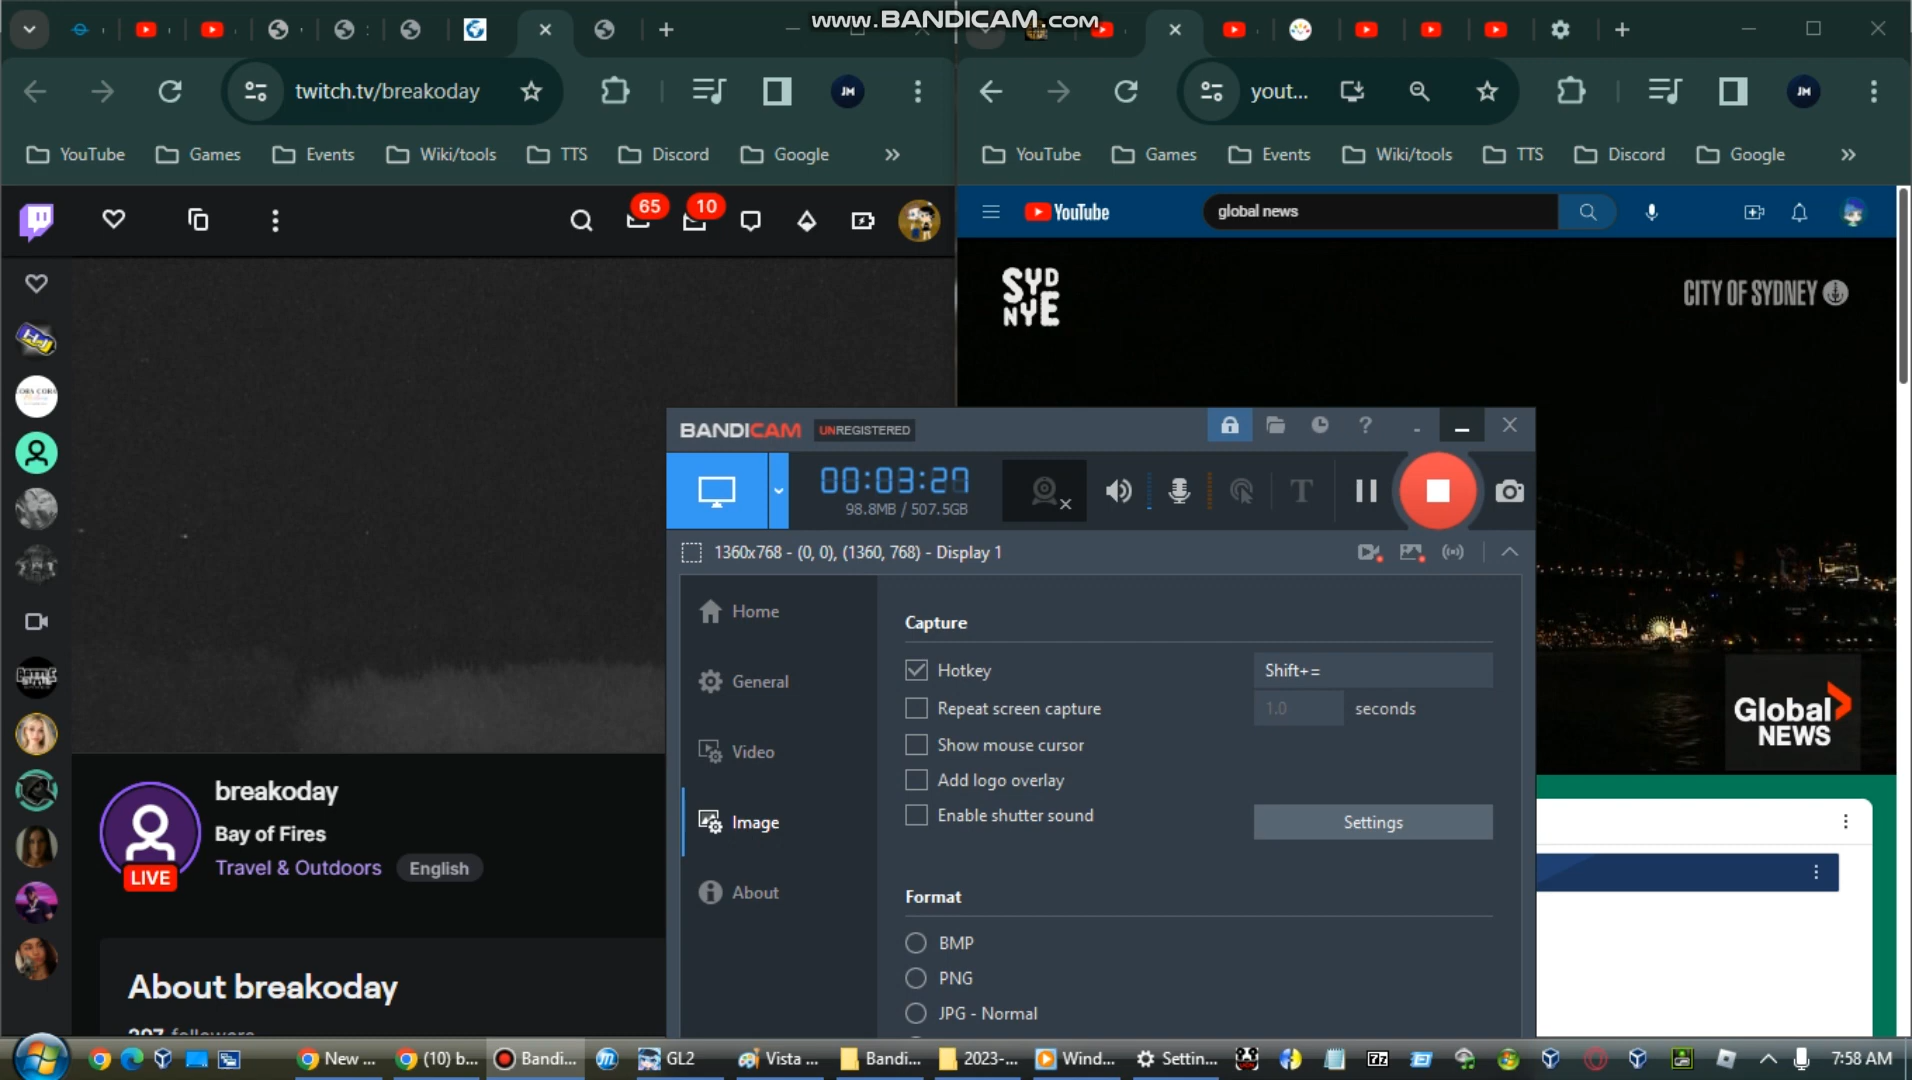 www.BANDICAM.com
twitch.tv/breakoday
JM
yout...
JM
YouTube
Games
Events
Wiki/tools
TTS
Discord
Google
»
YouTube
Games
Events
Wiki/tools
TTS
Discord
Google
»
65
10
YouTube
global news
SYD
NYE
CITY OF SYDNEY
BANDICAM
UNREGISTERED
00:03:27
98.8MB / 507.5GB
T
1360x768 - (0, 0), (1360, 768) - Display 1
Home
General
Video
Image
About
Capture
Hotkey
Shift+=
Repeat screen capture
1.0
seconds
Show mouse cursor
Add logo overlay
Enable shutter sound
Settings
Format
BMP
PNG
JPG - Normal
Global
NEWS
breakoday
Bay of Fires
Travel & Outdoors
English
LIVE
About breakoday
New ...
(10) b...
Bandi...
GL2
Vista ...
Bandi...
2023-...
Wind...
Settin...
7z
7:58 AM